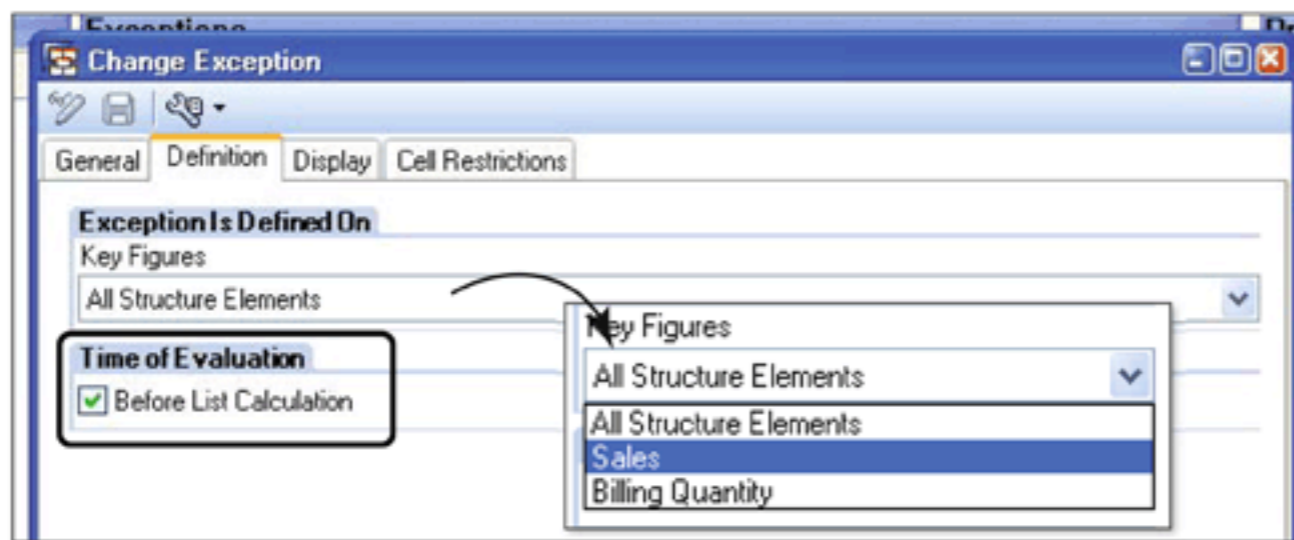 Exceptions
Change Exception
General Definition Display Cell Restrictions
Exception Is Defined On
Key Figures
All Structure Elements
Key Figures
All Structure Elements
All Structure Elements
Sales
Billing Quantity
Time of Evaluation
Before List Calculation